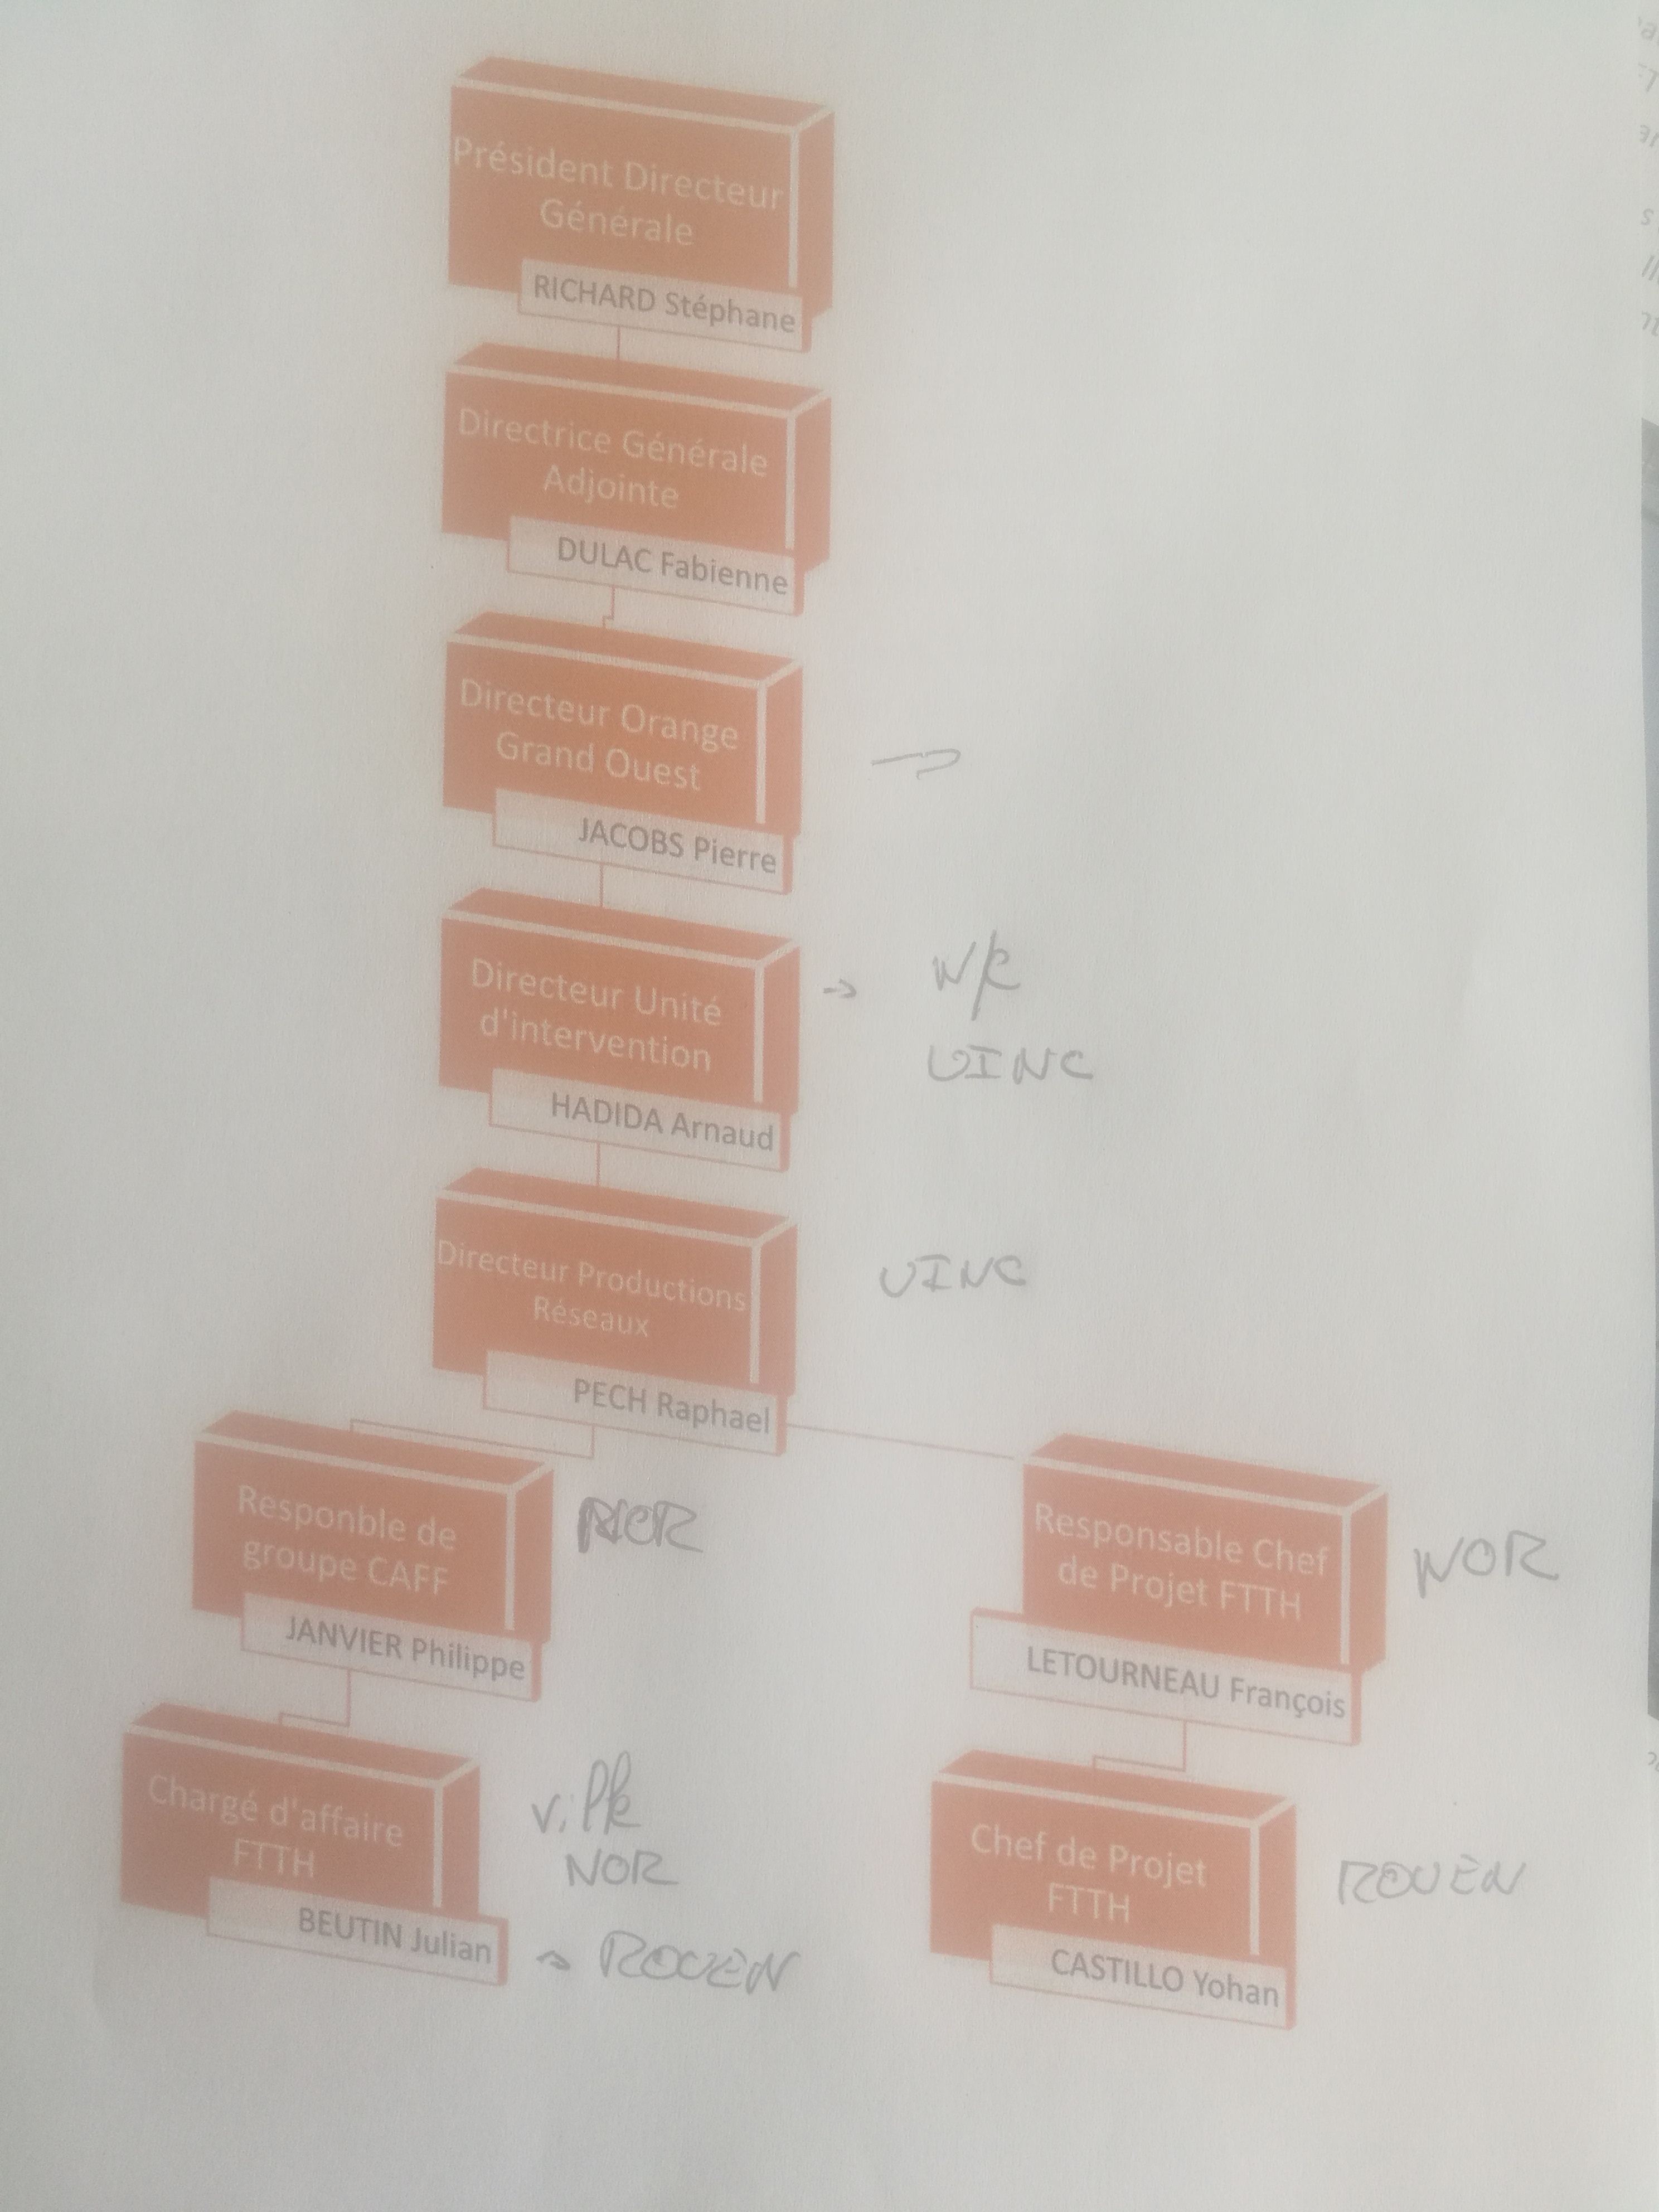 Président Directeur
Générale
RICHARD Stéphane
Directrice Générale
Adjointe
DULAC Fabienne
Directeur Orange
Grand Ouest
JACOBS Pierre
Directeur Unité
d'intervention
HADIDA Arnaud
UINC
Directeur Productions
Réseaux
PECH Raphael
UINC
Responble de
groupe CAFF
JANVIER Philippe
NOR
Responsable Chef
de Projet FTTH
LETOURNEAU François
NOR
Chargé d'affaire
FTTH
BEUTIN Julian
NOR
ROUEN
Chef de Projet
FTTH
CASTILLO Yohan
ROUEN